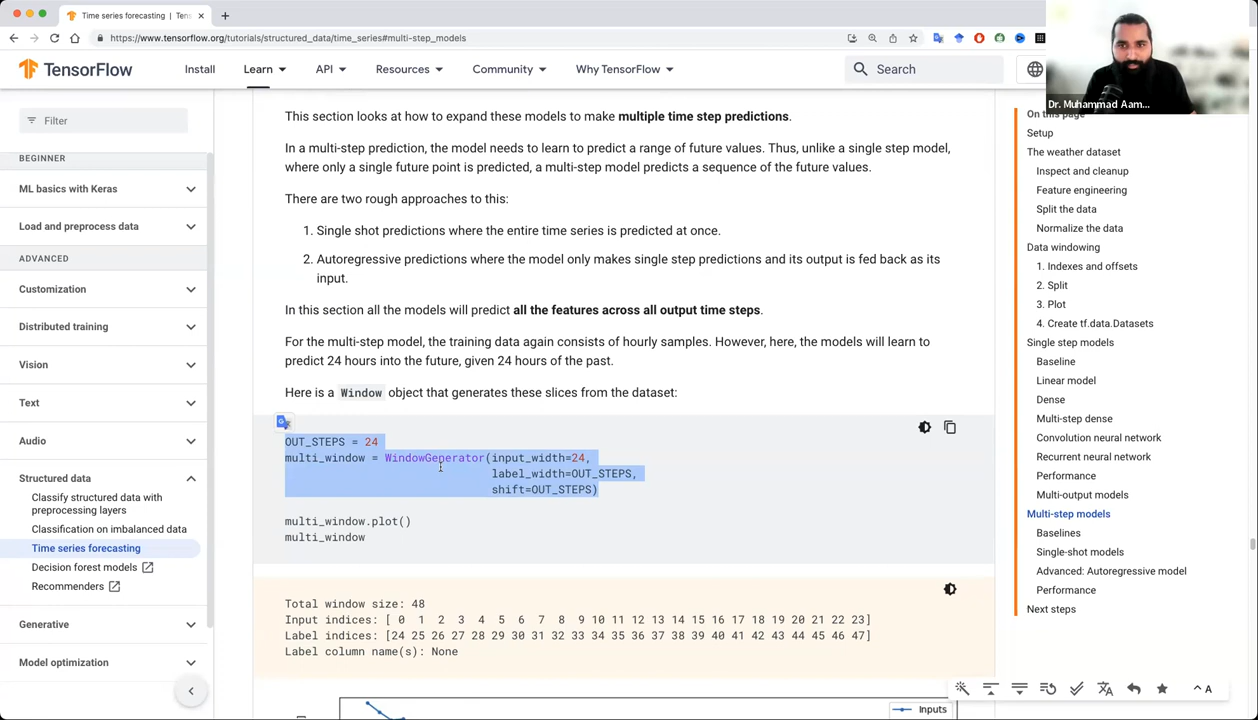 Time series forecasting | Tens
https://www.tensorflow.org/tutorials/structured_data/time_series#multi-step_models
TensorFlow
Install
Learn
API
Resources
Community
Why TensorFlow
Search
Dr. Muhammad Aam...
Filter
BEGINNER
ML basics with Keras
Load and preprocess data
ADVANCED
Customization
Distributed training
Vision
Text
Audio
Structured data
Classify structured data with
preprocessing layers
Classification on imbalanced data
Time series forecasting
Decision forest models
Recommenders
Generative
Model optimization
This section looks at how to expand these models to make multiple time step predictions.
In a multi-step prediction, the model needs to learn to predict a range of future values. Thus, unlike a single step model,
where only a single future point is predicted, a multi-step model predicts a sequence of the future values.
There are two rough approaches to this:
1. Single shot predictions where the entire time series is predicted at once.
2. Autoregressive predictions where the model only makes single step predictions and its output is fed back as its
input.
In this section all the models will predict all the features across all output time steps.
For the multi-step model, the training data again consists of hourly samples. However, here, the models will learn to
predict 24 hours into the future, given 24 hours of the past.
Here is a Window object that generates these slices from the dataset:
OUT_STEPS = 24
multi_window = WindowGenerator(input_width=24,
label_width=OUT_STEPS,
shift=OUT_STEPS)
multi_window.plot()
multi_window
Total window size: 48
Input indices: [ 0 1 2 3 4 5 6 7 8 9 10 11 12 13 14 15 16 17 18 19 20 21 22 23]
Label indices: [24 25 26 27 28 29 30 31 32 33 34 35 36 37 38 39 40 41 42 43 44 45 46 47]
Label column name(s): None
Inputs
On this page
Setup
The weather dataset
Inspect and cleanup
Feature engineering
Split the data
Normalize the data
Data windowing
1. Indexes and offsets
2. Split
3. Plot
4. Create tf.data.Datasets
Single step models
Baseline
Linear model
Dense
Multi-step dense
Convolution neural network
Recurrent neural network
Performance
Multi-output models
Multi-step models
Baselines
Single-shot models
Advanced: Autoregressive model
Performance
Next steps
A